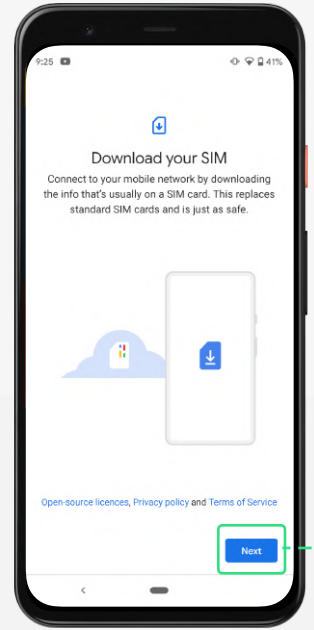 9:25 41%
Download your SIM
Connect to your mobile network by downloading
the info that's usually on a SIM card. This replaces
standard SIM cards and is just as safe.
Open-source licences, Privacy policy and Terms of Service
Next